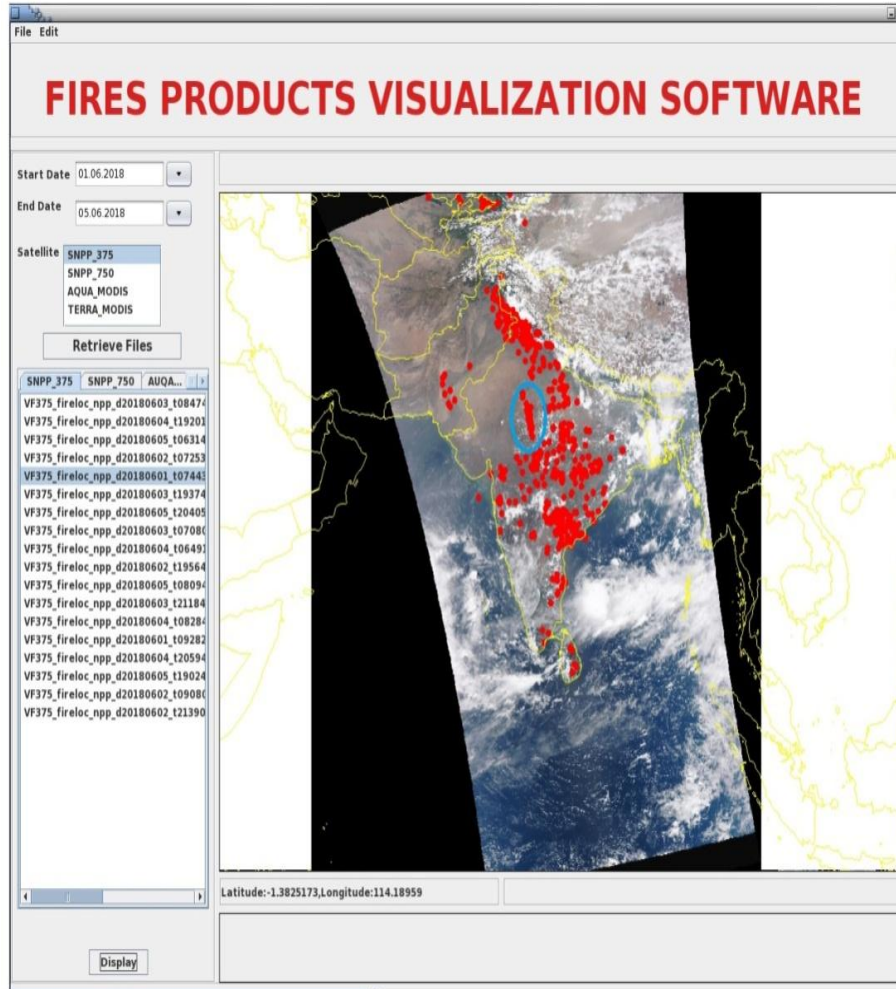 File Edit
FIRES PRODUCTS VISUALIZATION SOFTWARE
Start Date 01.06.2018
End Date 05.06.2018
Satellite SNPP_375
SNPP_750
AQUA_MODIS
TERRA_MODIS
Retrieve Files
SNPP_375 SNPP_750 AUQA...
VF375_fireloc_npp_d20180603_t08474
VF375_fireloc_npp_d20180604_t19201
VF375_fireloc_npp_d20180605_t06314
VF375_fireloc_npp_d20180602_t07253
VF375_fireloc_npp_d20180601_t07443
VF375_fireloc_npp_d20180603_t19374
VF375_fireloc_npp_d20180605_t20405
VF375_fireloc_npp_d20180603_t07080
VF375_fireloc_npp_d20180604_t06491
VF375_fireloc_npp_d20180602_t19564
VF375_fireloc_npp_d20180605_t08094
VF375_fireloc_npp_d20180603_t21184
VF375_fireloc_npp_d20180604_t08284
VF375_fireloc_npp_d20180601_t09282
VF375_fireloc_npp_d20180604_t20594
VF375_fireloc_npp_d20180605_t19024
VF375_fireloc_npp_d20180602_t09080
VF375_fireloc_npp_d20180602_t21390
Latitude:-1.3825173,Longitude:114.18959
Display